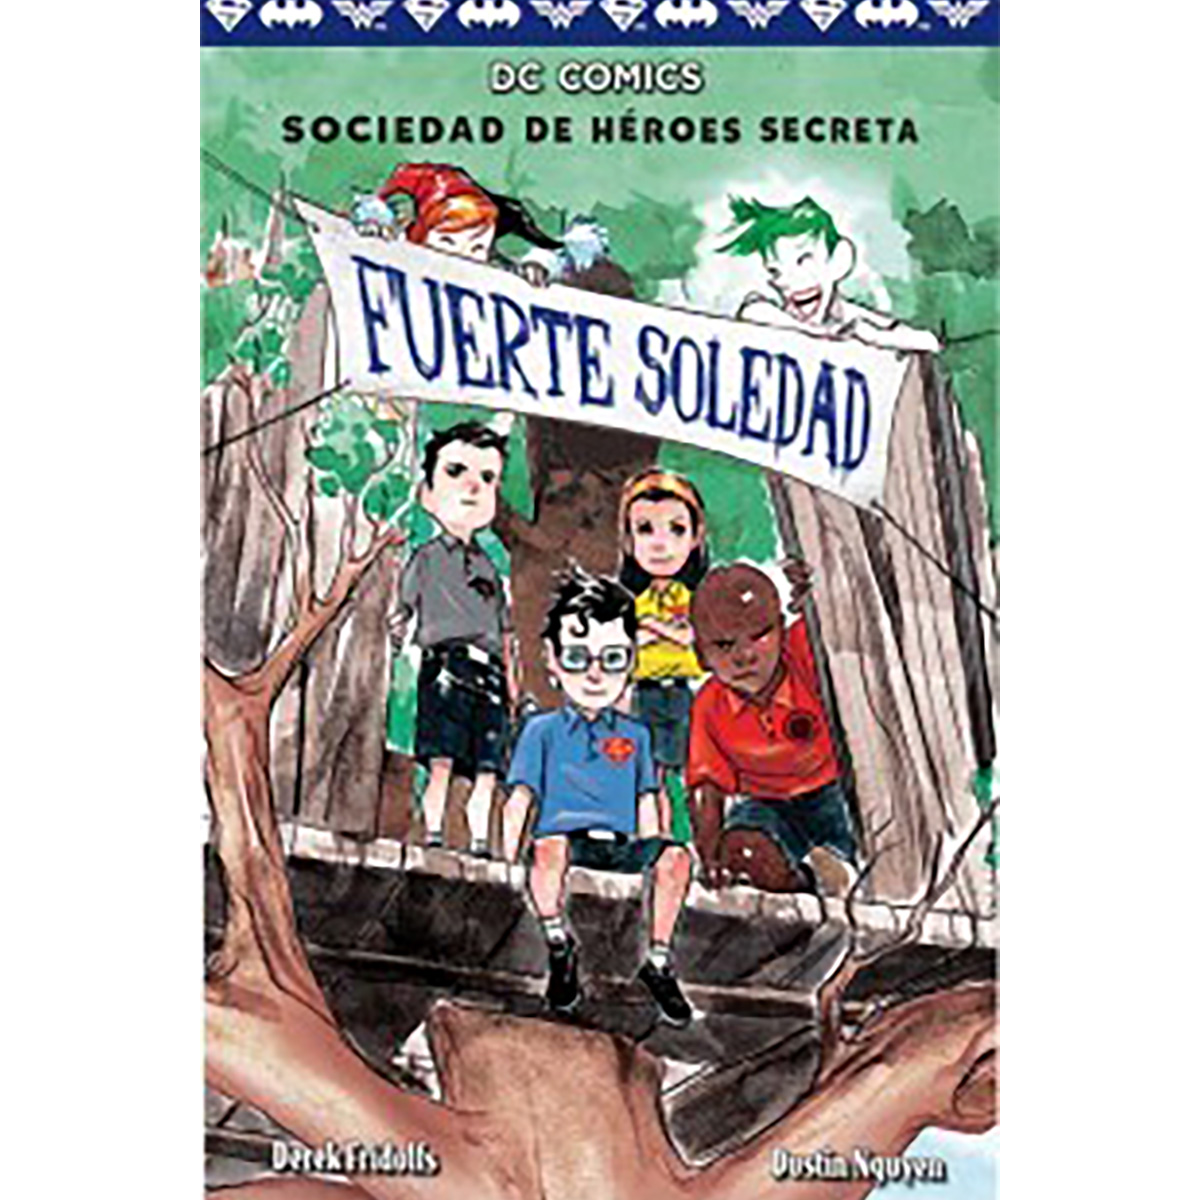 DC COMICS
SOCIEDAD DE HÉROES SECRETA
FUERTE SOLEDAD
Derek Fridolfs
Dustin Nguyen